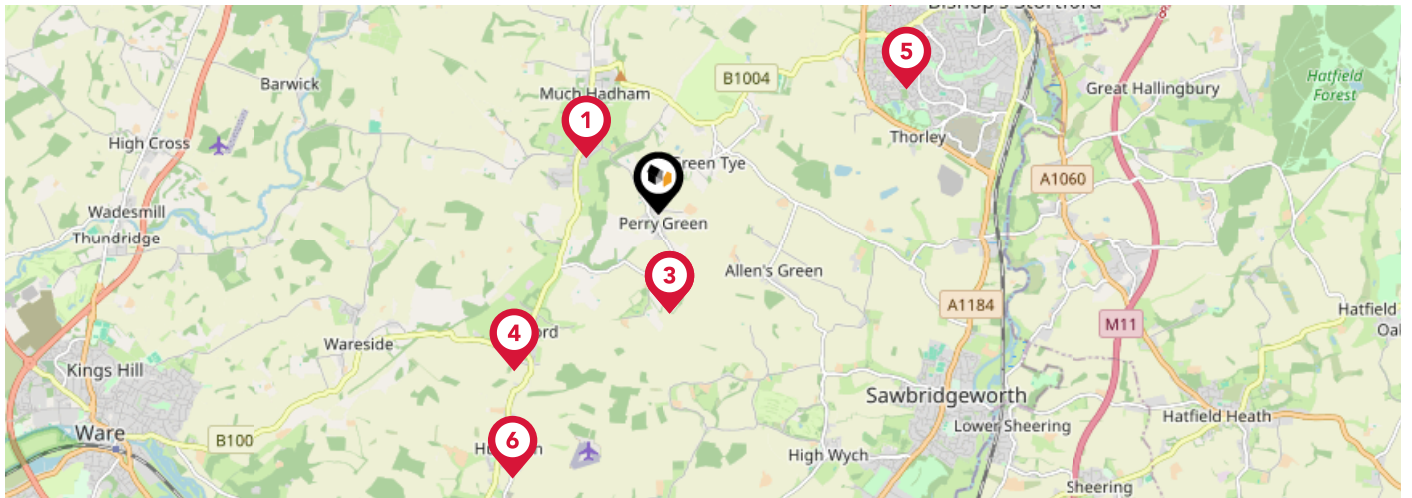 Bishop's Stortford
8
5
B1004
Barwick
Hatfield
Forest
Great Hallingbury
Much Hadham
1
High Cross
Thorley
Green Tye
A1060
Wadesmill
Thundridge
Perry Green
3
Allen's Green
A1184
Hatfield
M11
4
ord
Wareside
Kings Hill
Sawbridgeworth
Hatfield Heath
Lower Sheering
Ware
B100
6
High Wych
Sheering